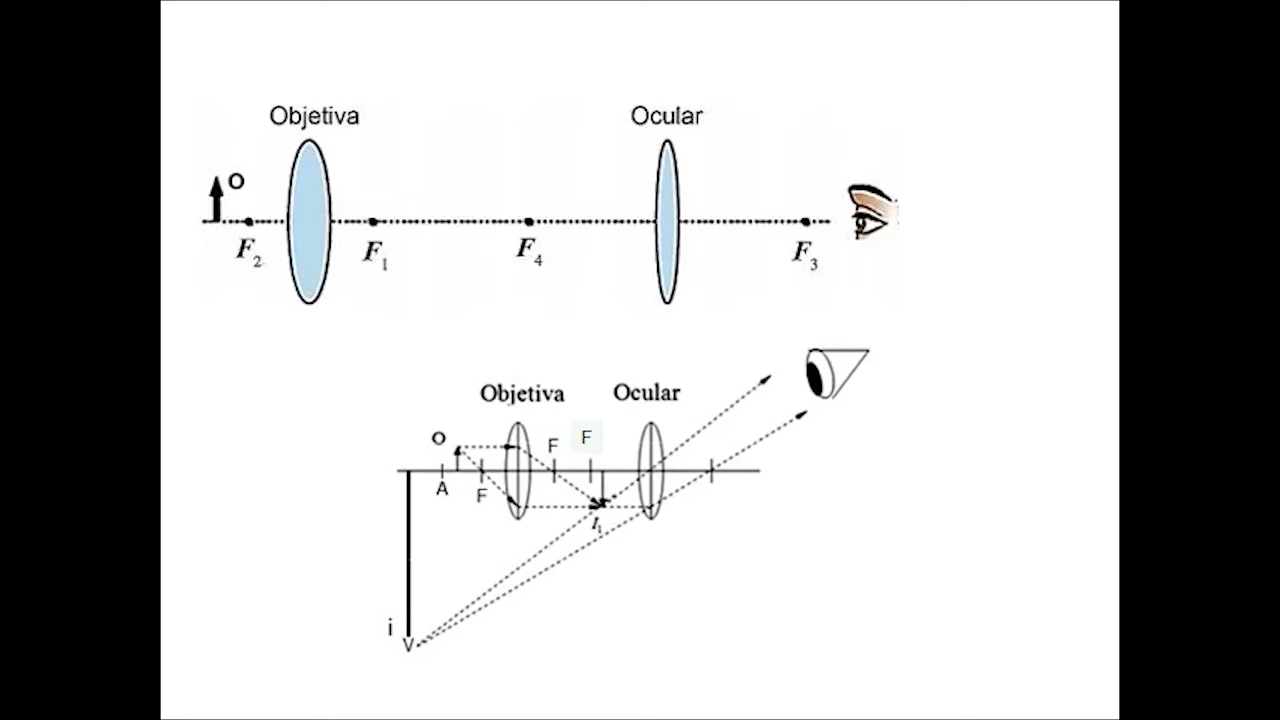 Objetiva Ocular
O
F2 F1 F4 F3
Objetiva Ocular
O F F
A F
I1
i